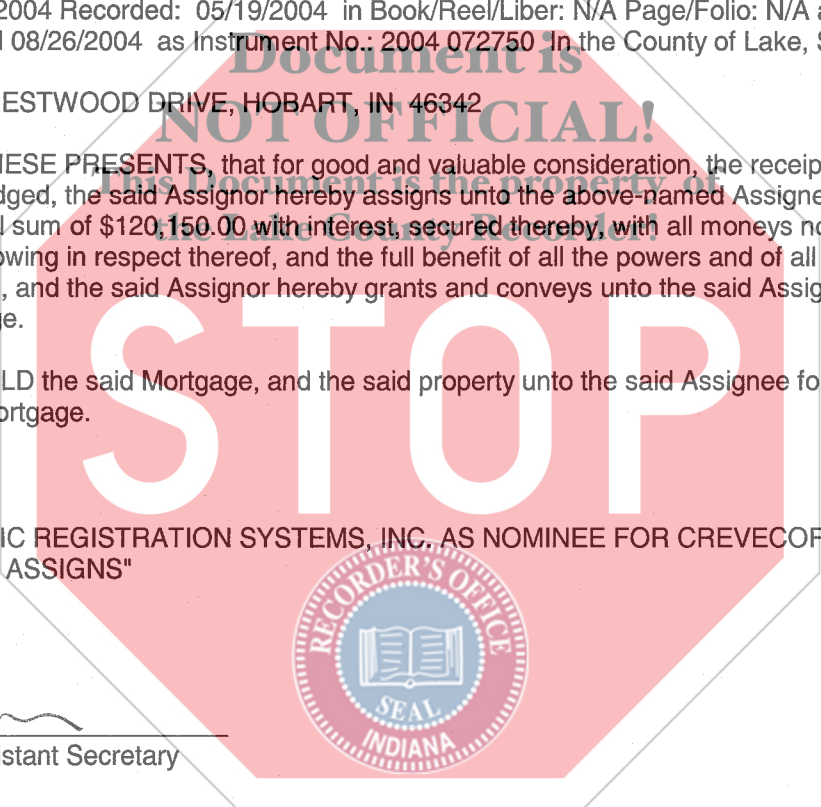 2004 Recorded: 05/19/2004 in Book/Reel/Liber: N/A Page/Folio: N/A
08/26/2004 as Instrument No.: 2004 072750 In the County of Lake, S
Document is
ESTWOOD DRIVE, HOBART, IN 46342
NOT OFFICIAL!
IESE PRESENTS, that for good and valuable consideration, the receip
This Document is the property of
dged, the said Assignor hereby assigns unto the above-named Assigne
the Lake County Recorder!
sum of $120,150.00 with interest, secured thereby, with all moneys no
owing in respect thereof, and the full benefit of all the powers and of all
, and the said Assignor hereby grants and conveys unto the said Assig
ge.
STOP
LD the said Mortgage, and the said property unto the said Assignee fo
ortgage.
IC REGISTRATION SYSTEMS, INC. AS NOMINEE FOR CREVECOR
ASSIGNS"
RECORDER'S OFFICE
SEAL
INDIANA
istant Secretary